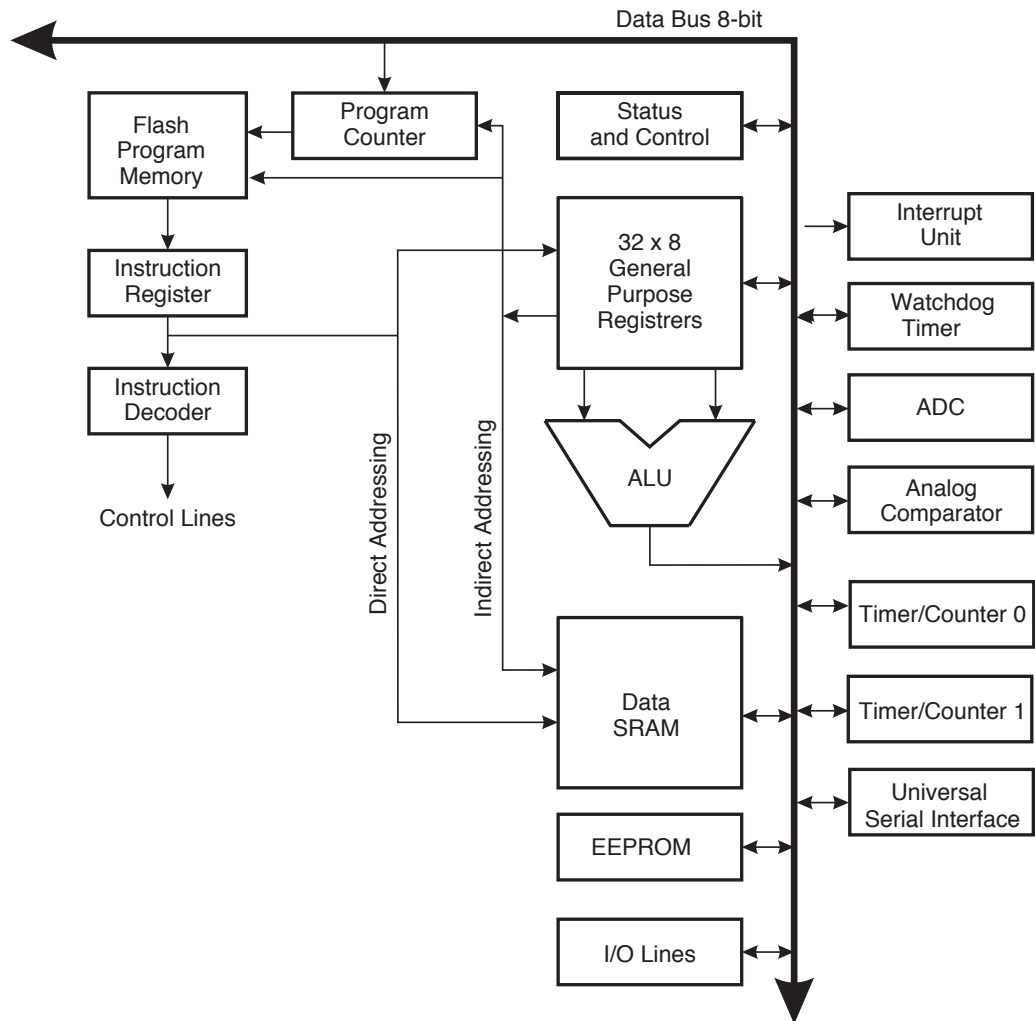 Data Bus 8-bit
Flash
Program
Memory
Program
Counter
Status
and Control
Interrupt
Unit
32 x 8
General
Purpose
Registrers
Instruction
Register
Watchdog
Timer
Instruction
Decoder
ADC
ALU
Analog
Comparator
Control Lines
Direct Addressing
Indirect Addressing
Timer/Counter 0
Data
SRAM
Timer/Counter 1
Universal
Serial Interface
EEPROM
I/O Lines